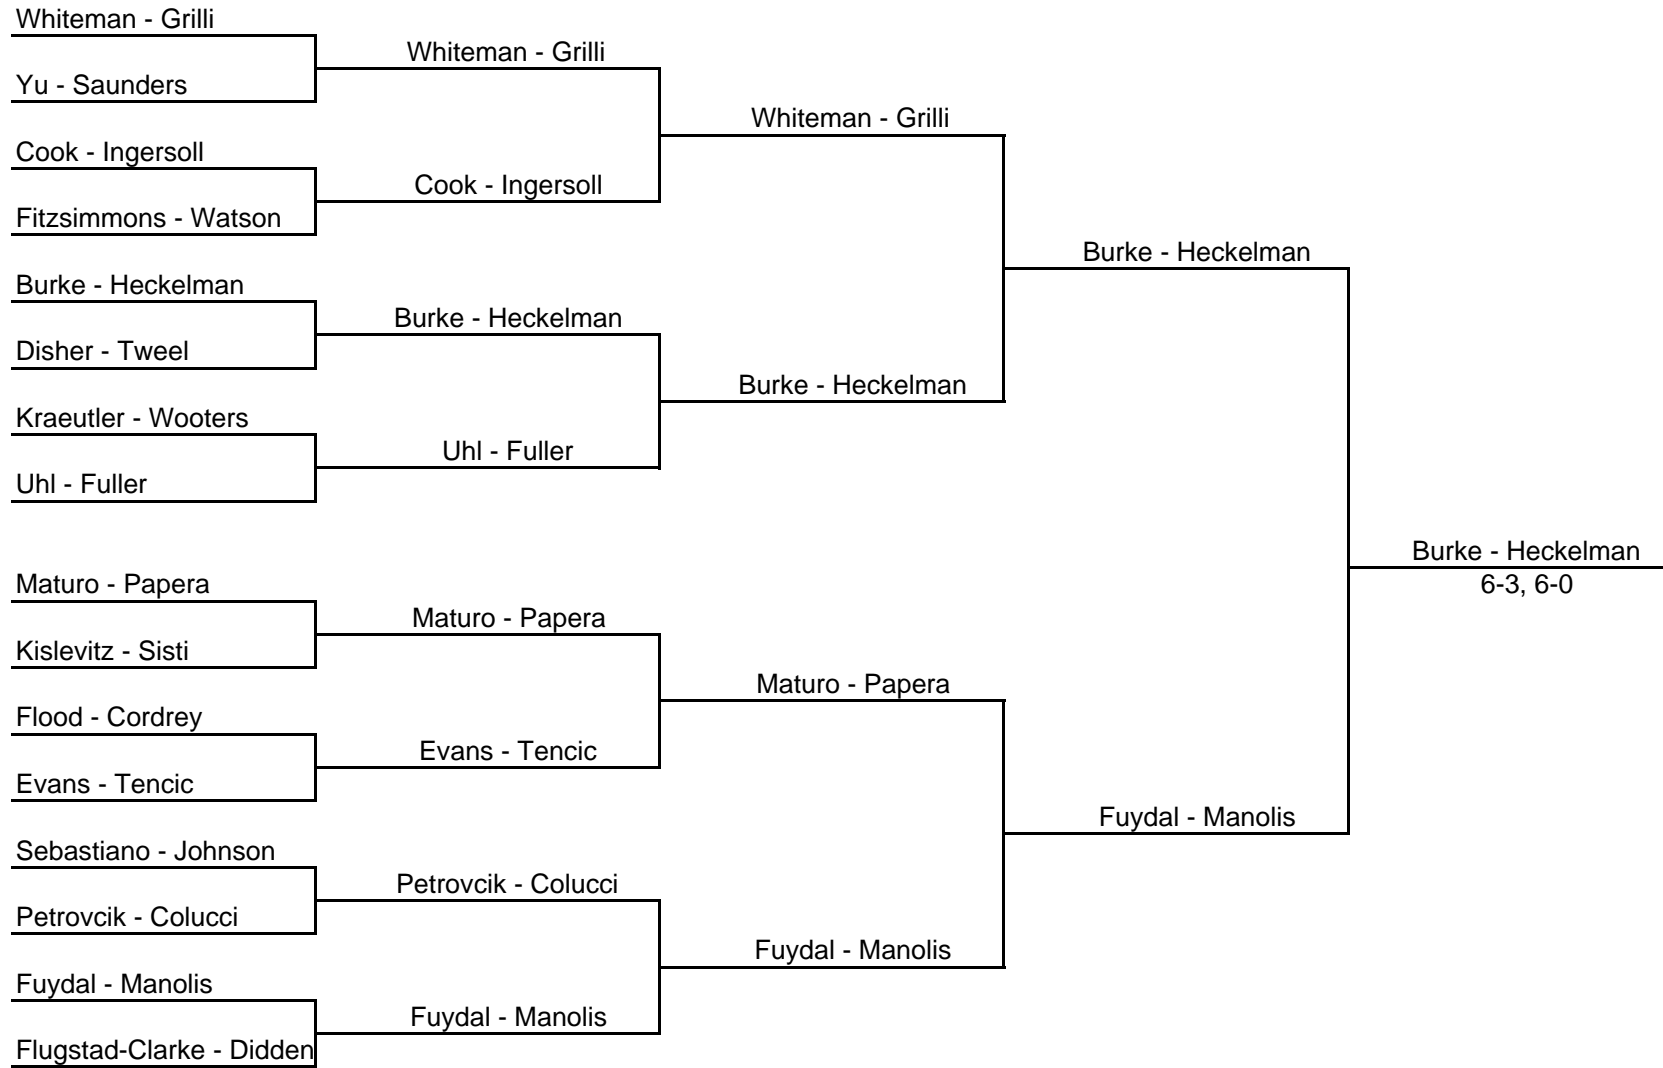 Whiteman - Grilli
Yu - Saunders
Cook - Ingersoll
Fitzsimmons - Watson
Burke - Heckelman
Disher - Tweel
Kraeutler - Wooters
Uhl - Fuller
Maturo - Papera
Kislevitz - Sisti
Flood - Cordrey
Evans - Tencic
Sebastiano - Johnson
Petrovcik - Colucci
Fuydal - Manolis
Flugstad-Clarke - Didden
Whiteman - Grilli
Cook - Ingersoll
Burke - Heckelman
Uhl - Fuller
Maturo - Papera
Evans - Tencic
Petrovcik - Colucci
Fuydal - Manolis
Whiteman - Grilli
Burke - Heckelman
Maturo - Papera
Fuydal - Manolis
Burke - Heckelman
Fuydal - Manolis
Burke - Heckelman
6-3, 6-0